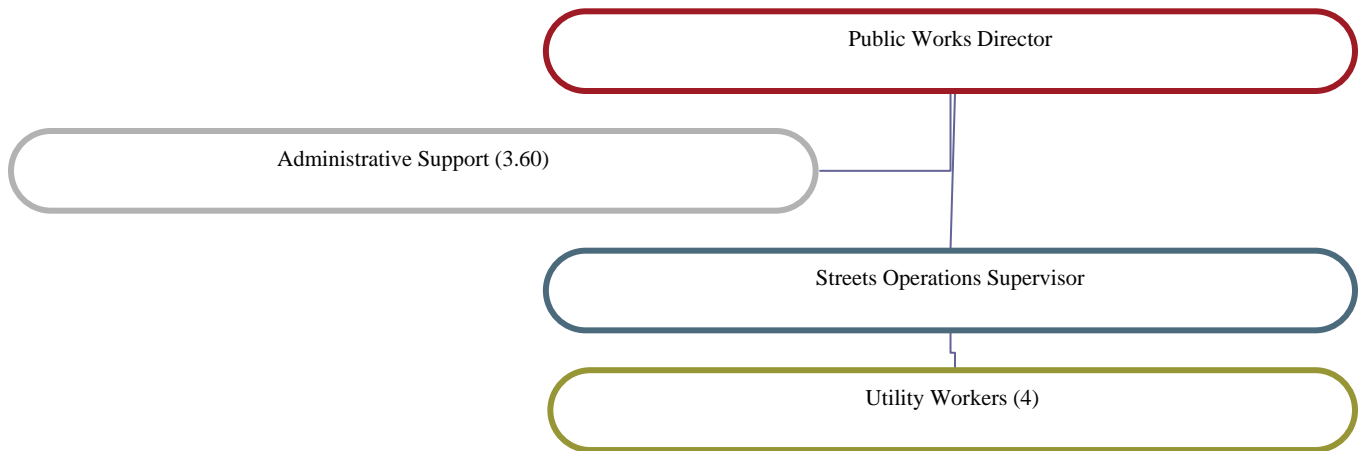 Public Works Director
Administrative Support (3.60)
Streets Operations Supervisor
Utility Workers (4)